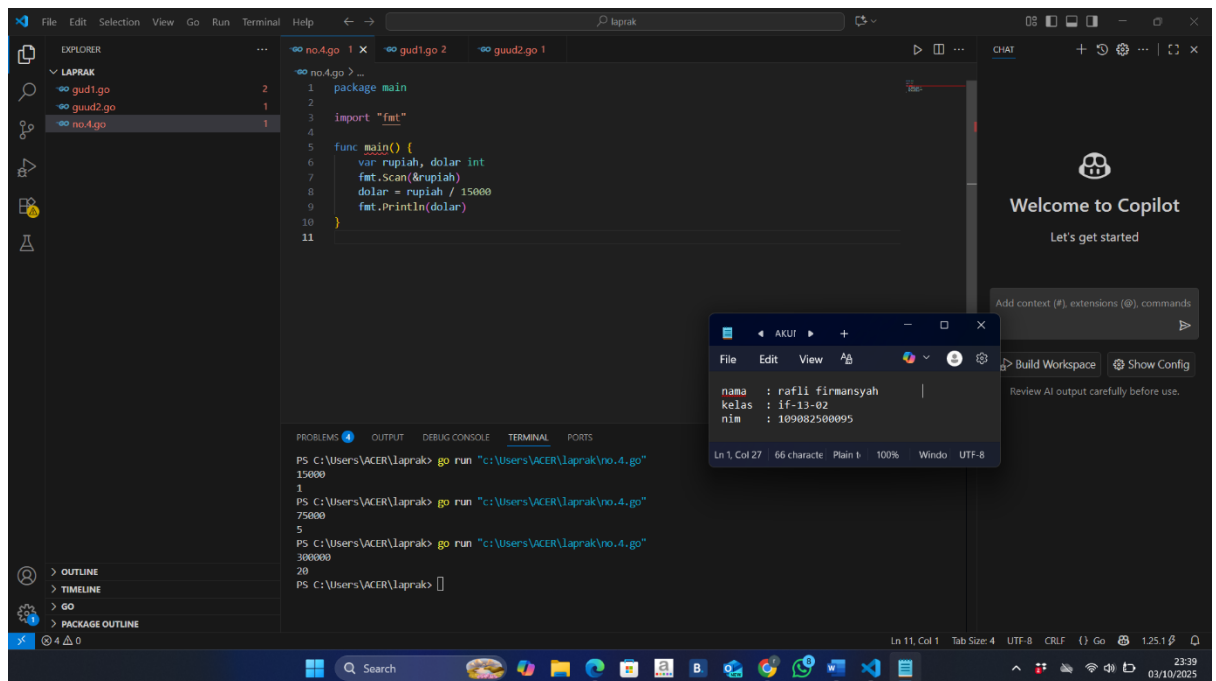 File Edit Selection View Go Run Terminal Help
laprak
EXPLORER
LAPRAK
gud1.go 2
guud2.go 1
no.4.go 1
OUTLINE
TIMELINE
GO
PACKAGE OUTLINE
no.4.go 1 gud1.go 2 guud2.go 1
no.4.go > ...
1 package main
2
3 import "fmt"
4
5 func main() {
6 var rupiah, dolar int
7 fmt.Scan(&rupiah)
8 dolar = rupiah / 15000
9 fmt.Println(dolar)
10 }
11
PROBLEMS 4 OUTPUT DEBUG CONSOLE TERMINAL PORTS
PS C:\Users\ACER\laprak> go run "c:\Users\ACER\laprak\no.4.go"
15000
1
PS C:\Users\ACER\laprak> go run "c:\Users\ACER\laprak\no.4.go"
75000
5
PS C:\Users\ACER\laprak> go run "c:\Users\ACER\laprak\no.4.go"
300000
20
PS C:\Users\ACER\laprak>
CHAT
Welcome to Copilot
Let's get started
Add context (#), extensions (@), commands
Build Workspace Show Config
Review AI output carefully before use.
File Edit View
nama : rafli firmansyah
kelas : if-13-02
nim : 109082500095
Ln 1, Col 27 66 characte Plain t 100% Windo UTF-8
4 0
Ln 11, Col 1 Tab Size: 4 UTF-8 CRLF {} Go 1.25.1
Search
23:39
03/10/2025